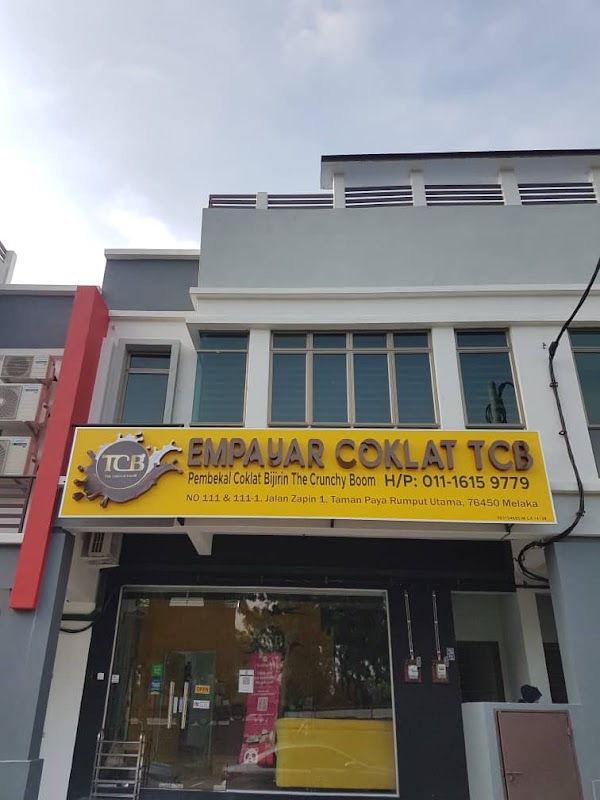 TCB
EMPAYAR COKLAT TCB
Pembekal Coklat Bijirin The Crunchy Boom H/P: 011-1615 9779
NO 111 & 111-1, Jalan Zapin 1, Taman Paya Rumput Utama, 76450 Melaka
OPEN